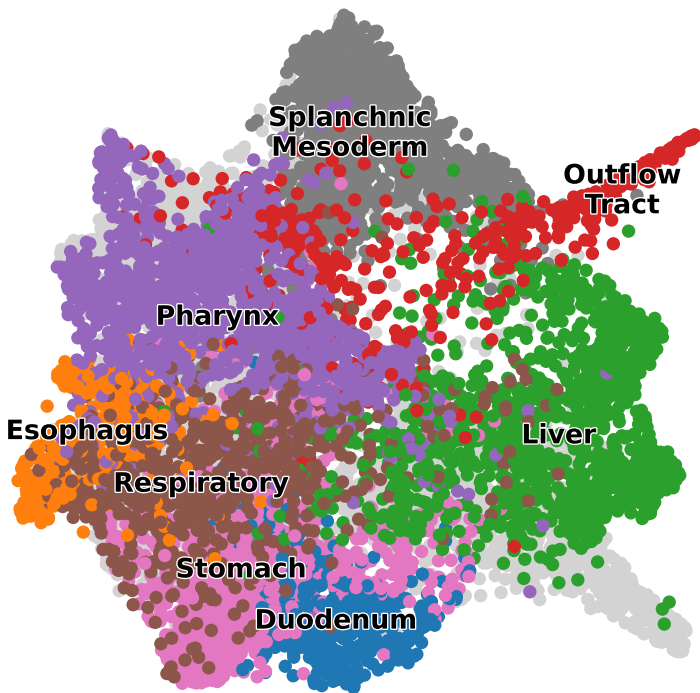 Splanchnic
Mesoderm
Outflow
Tract
Pharynx
Esophagus
Liver
Respiratory
Stomach
Duodenum